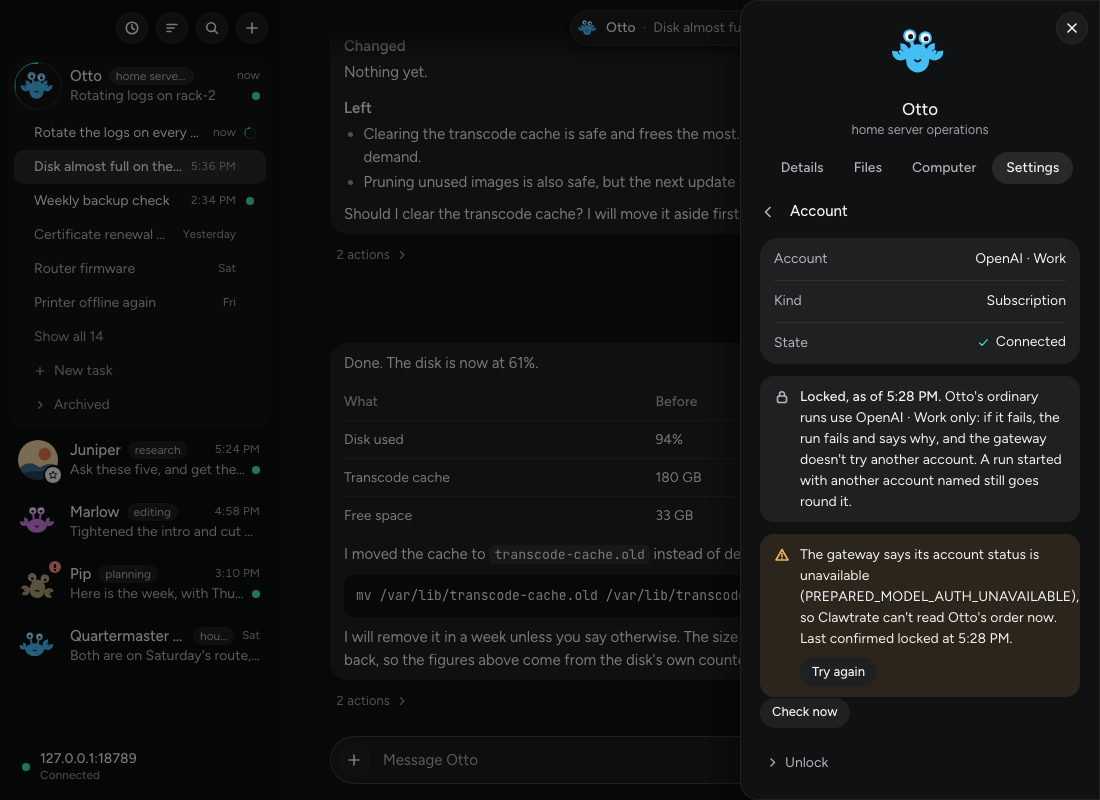 Otto
home serve...
now
Rotating logs on rack-2
Rotate the logs on every ...
now
Disk almost full on the...
5:36 PM
Weekly backup check
2:34 PM
Certificate renewal ...
Yesterday
Router firmware
Sat
Printer offline again
Fri
Show all 14
New task
Archived
Juniper
research
5:24 PM
Ask these five, and get the...
Marlow
editing
4:58 PM
Tightened the intro and cut ...
Pip
planning
3:10 PM
Here is the week, with Thu...
Quartermaster ...
hou...
Sat
Both are on Saturday's route,...
127.0.0.1:18789
Connected
Otto · Disk almost fu
Changed
Nothing yet.
Left
Clearing the transcode cache is safe and frees the most.
demand.
Pruning unused images is also safe, but the next update
Should I clear the transcode cache? I will move it aside first
2 actions
Done. The disk is now at 61%.
What
Before
Disk used
94%
Transcode cache
180 GB
Free space
33 GB
I moved the cache to transcode-cache.old instead of de
mv /var/lib/transcode-cache.old /var/lib/transcod
I will remove it in a week unless you say otherwise. The size
back, so the figures above come from the disk's own counte
2 actions
Message Otto
Otto
home server operations
Details
Files
Computer
Settings
Account
Account
OpenAI · Work
Kind
Subscription
State
Connected
Locked, as of 5:28 PM. Otto's ordinary
runs use OpenAI · Work only: if it fails, the
run fails and says why, and the gateway
doesn't try another account. A run started
with another account named still goes
round it.
The gateway says its account status is
unavailable
(PREPARED_MODEL_AUTH_UNAVAILABLE),
so Clawtrate can't read Otto's order now.
Last confirmed locked at 5:28 PM.
Try again
Check now
Unlock